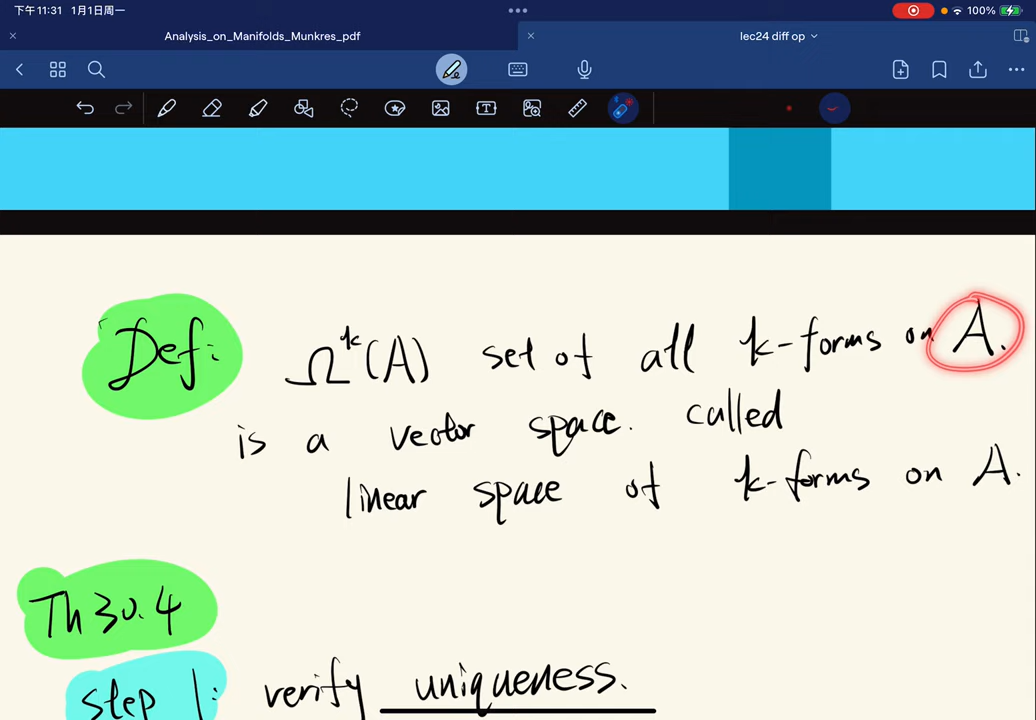 下午11:31 1月1日周一
100%
Analysis_on_Manifolds_Munkres_pdf
lec24 diff op
Def: Ω^k(A) set of all k-forms on A.
is a vector space. called
linear space of k-forms on A.
Th 30.4
step 1: verify uniqueness.